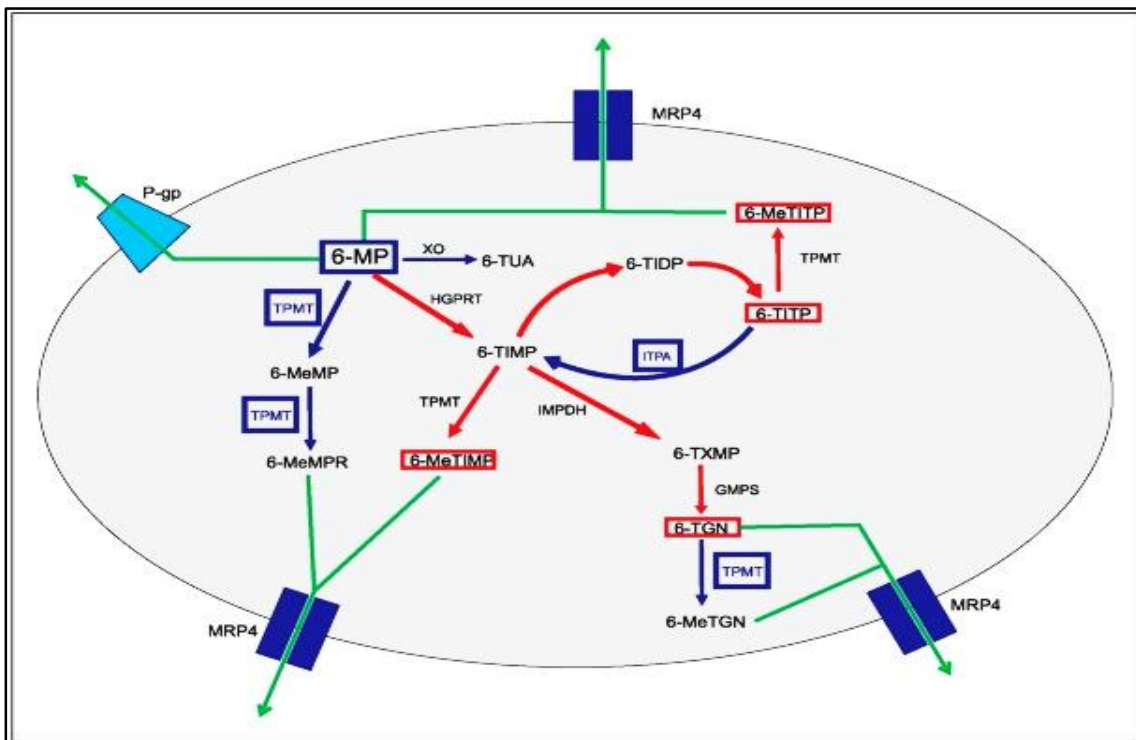 MRP4
P-gp
6-MeTITP
6-MP
XO
6-TUA
6-TIDP
TPMT
TPMT
HGPRT
6-TITP
6-TIMP
ITPA
6-MeMP
TPMT
IMPDH
TPMT
6-MeMPR
6-MeTIMP
6-TXMP
GMPS
6-TGN
TPMT
6-MeTGN
MRP4
MRP4